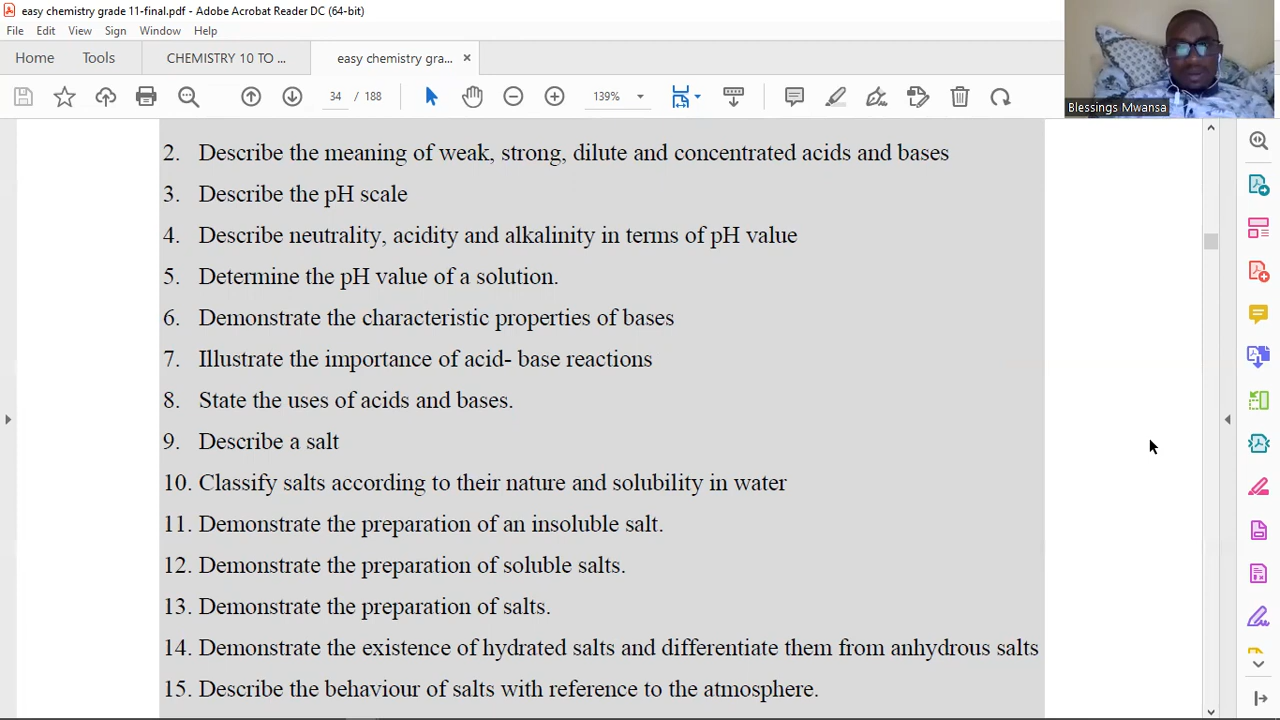 easy chemistry grade 11-final.pdf - Adobe Acrobat Reader DC (64-bit)
File Edit View Sign Window Help
Home Tools CHEMISTRY 10 TO ... easy chemistry gra... ×
34 / 188 139%
Blessings Mwansa
2. Describe the meaning of weak, strong, dilute and concentrated acids and bases
3. Describe the pH scale
4. Describe neutrality, acidity and alkalinity in terms of pH value
5. Determine the pH value of a solution.
6. Demonstrate the characteristic properties of bases
7. Illustrate the importance of acid- base reactions
8. State the uses of acids and bases.
9. Describe a salt
10. Classify salts according to their nature and solubility in water
11. Demonstrate the preparation of an insoluble salt.
12. Demonstrate the preparation of soluble salts.
13. Demonstrate the preparation of salts.
14. Demonstrate the existence of hydrated salts and differentiate them from anhydrous salts
15. Describe the behaviour of salts with reference to the atmosphere.